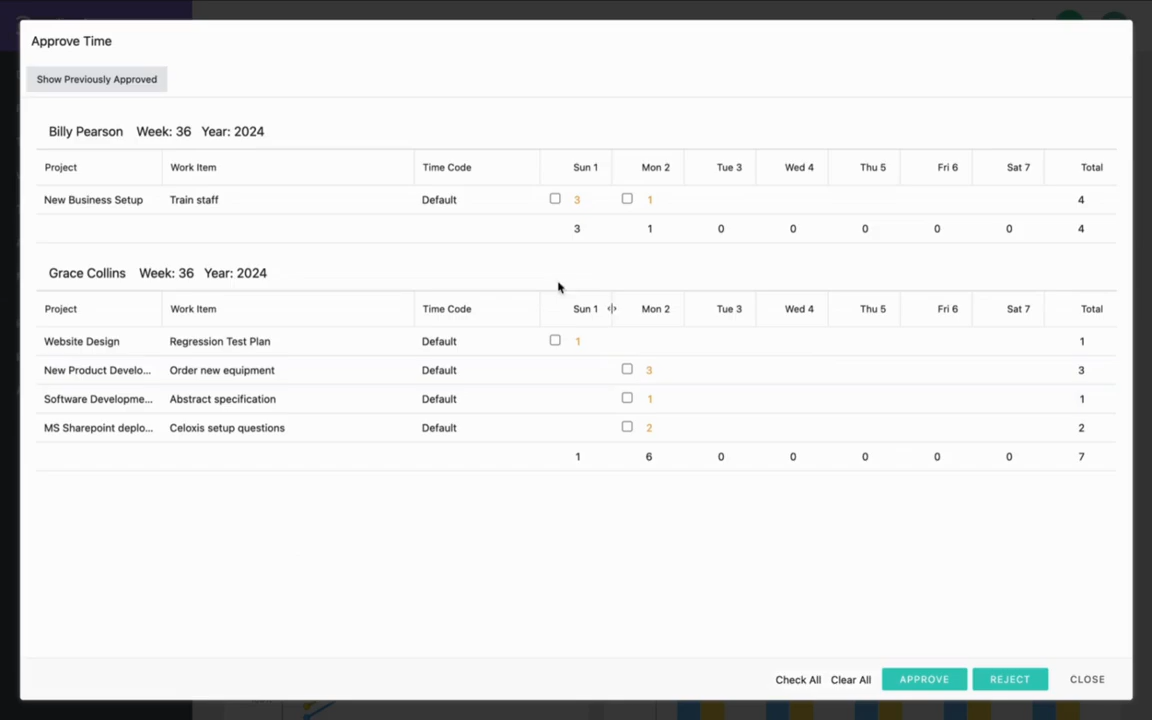 Approve Time
Show Previously Approved
Billy Pearson Week: 36 Year: 2024
Project Work Item Time Code Sun 1 Mon 2 Tue 3 Wed 4 Thu 5 Fri 6 Sat 7 Total
New Business Setup Train staff Default 3 1 4
3 1 0 0 0 0 0 4
Grace Collins Week: 36 Year: 2024
Project Work Item Time Code Sun 1 Mon 2 Tue 3 Wed 4 Thu 5 Fri 6 Sat 7 Total
Website Design Regression Test Plan Default 1 1
New Product Develo... Order new equipment Default 3 3
Software Developme... Abstract specification Default 1 1
MS Sharepoint deplo... Celoxis setup questions Default 2 2
1 6 0 0 0 0 0 7
Check All Clear All APPROVE REJECT CLOSE